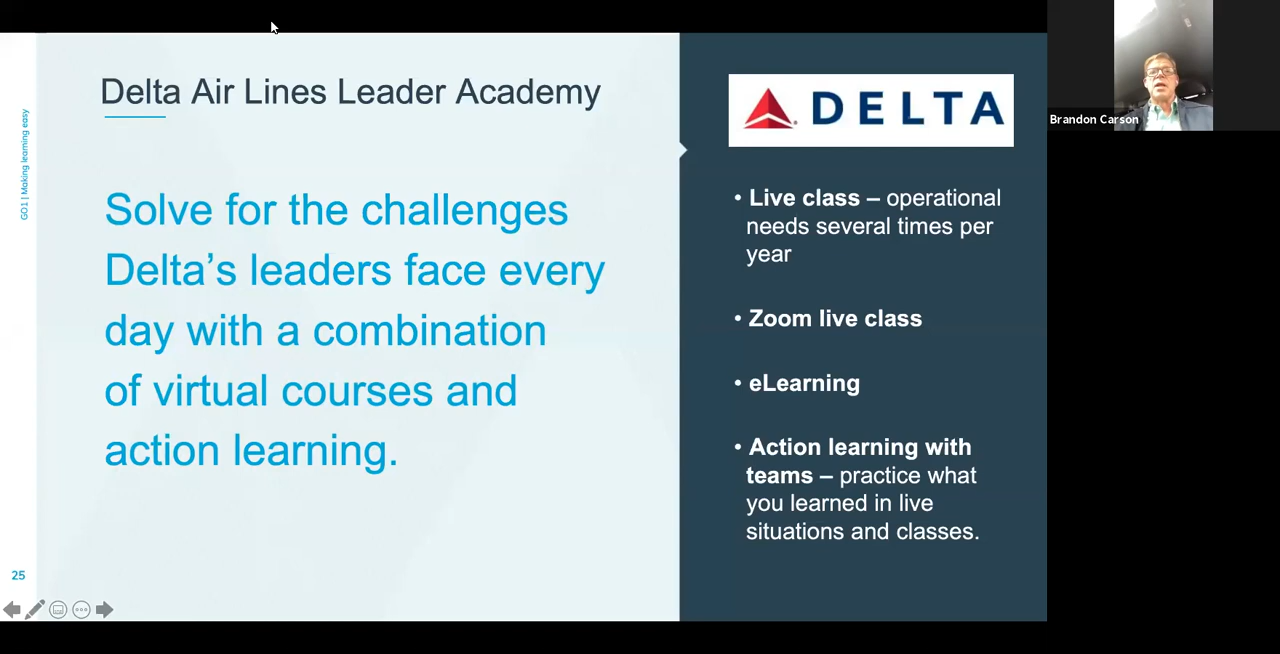 Delta Air Lines Leader Academy
GO1 | Making learning easy
Solve for the challenges
Delta’s leaders face every
day with a combination
of virtual courses and
action learning.
25
DELTA
• Live class – operational
needs several times per
year
• Zoom live class
• eLearning
• Action learning with
teams – practice what
you learned in live
situations and classes.
Brandon Carson